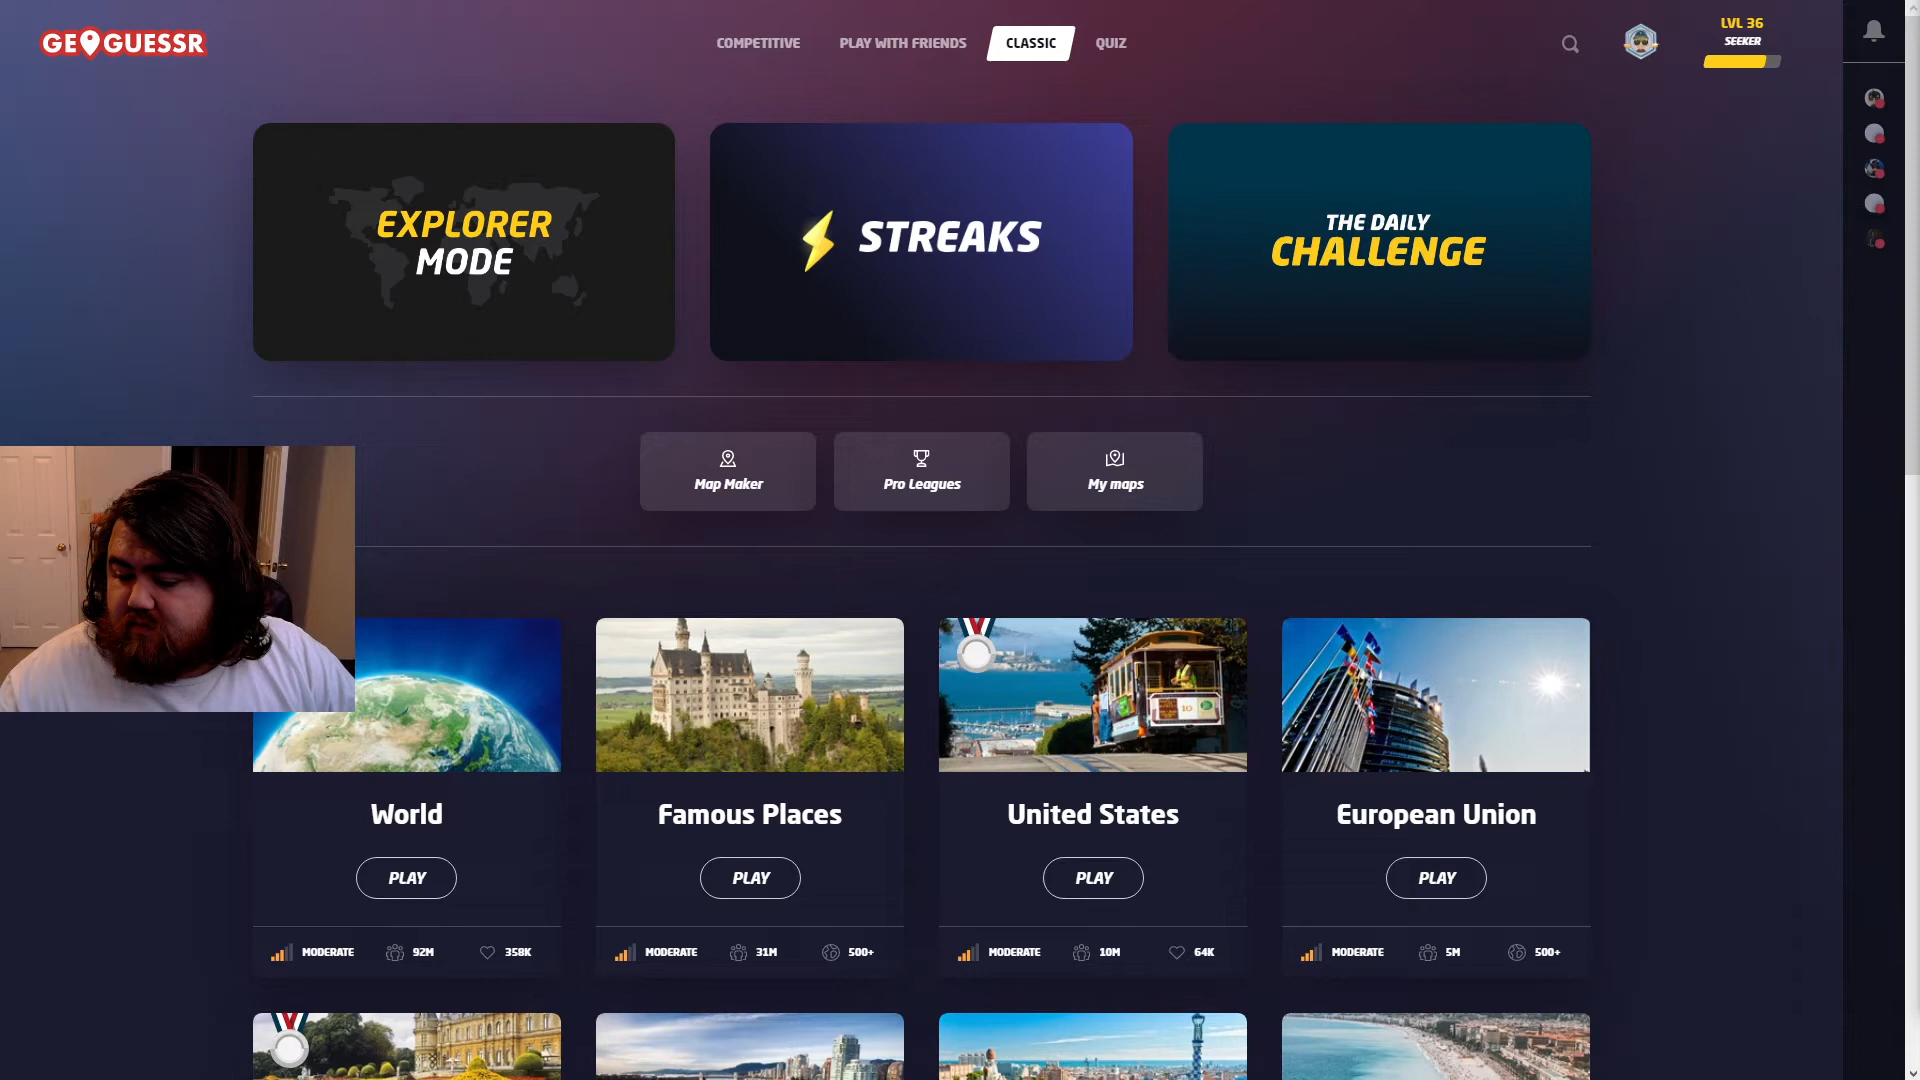 GEOGUESSR
COMPETITIVE
PLAY WITH FRIENDS
CLASSIC
QUIZ
LVL 36
SEEKER
EXPLORER
MODE
STREAKS
THE DAILY
CHALLENGE
Map Maker
Pro Leagues
My maps
World
Famous Places
United States
European Union
PLAY
PLAY
PLAY
PLAY
MODERATE 92M 358K
MODERATE 31M 500+
MODERATE 10M 64K
MODERATE 5M 500+
10